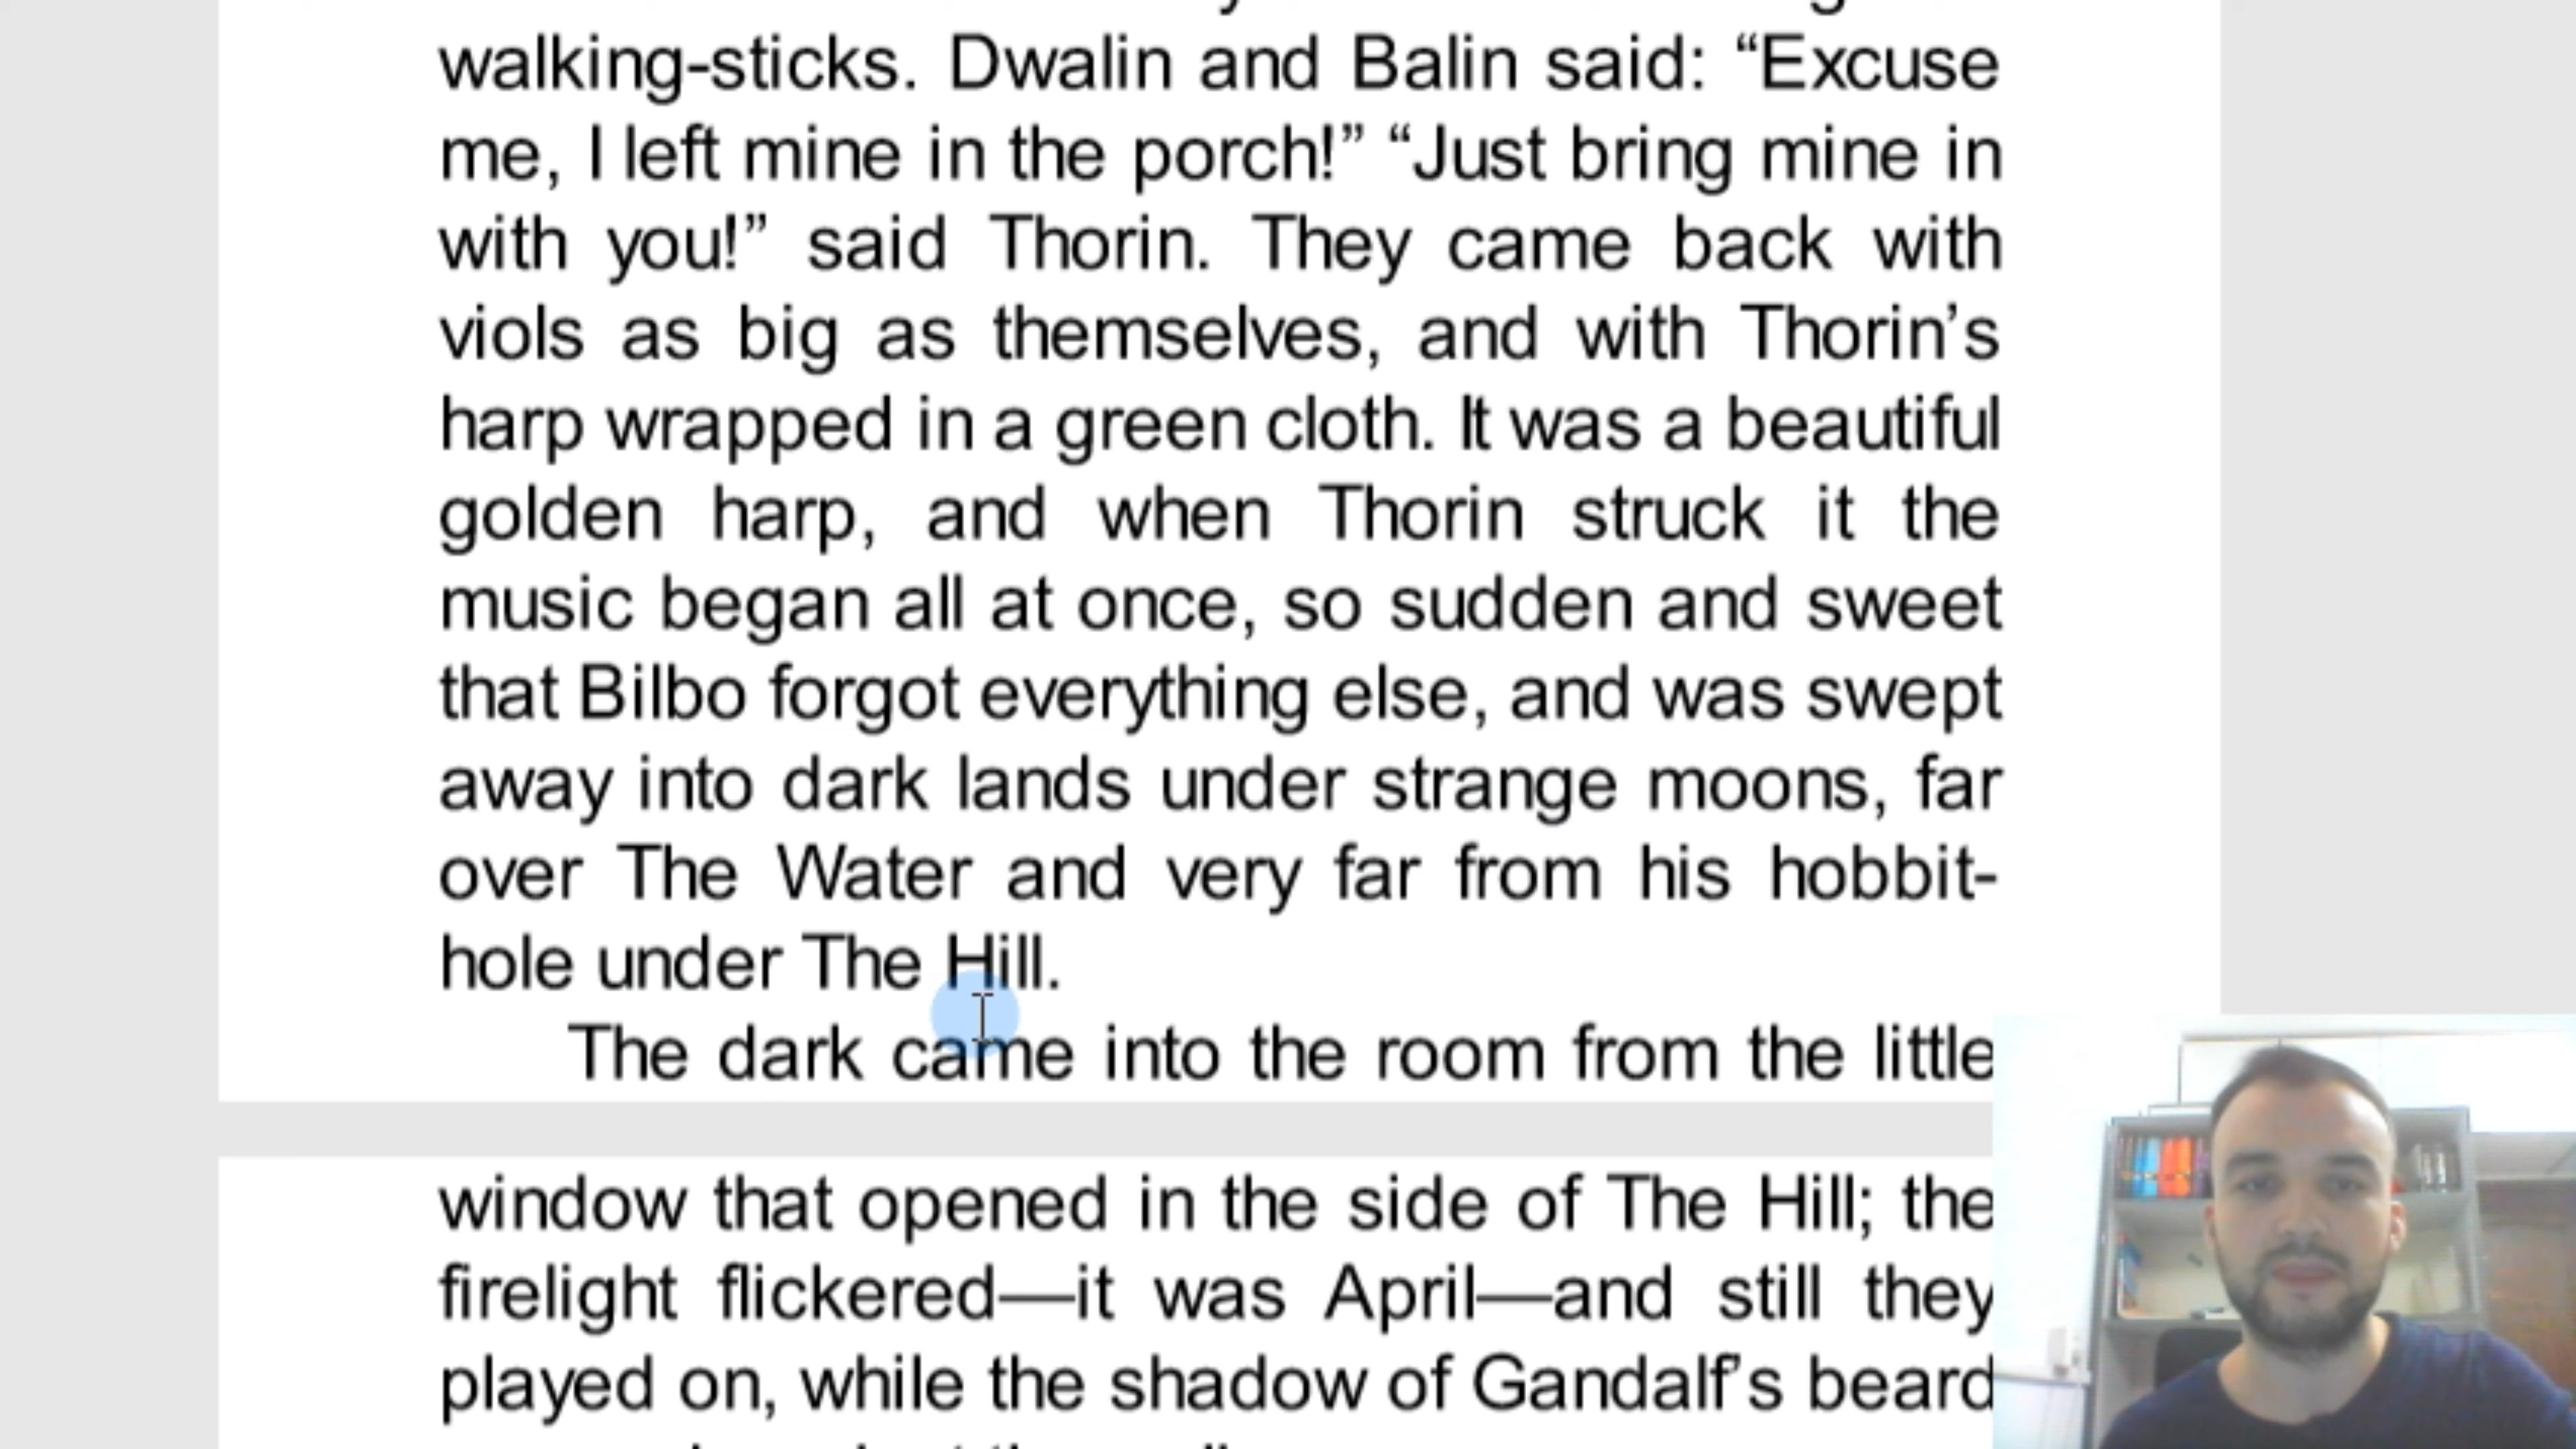 walking-sticks. Dwalin and Balin said: “Excuse
me, I left mine in the porch!” “Just bring mine in
with you!” said Thorin. They came back with
viols as big as themselves, and with Thorin’s
harp wrapped in a green cloth. It was a beautiful
golden harp, and when Thorin struck it the
music began all at once, so sudden and sweet
that Bilbo forgot everything else, and was swept
away into dark lands under strange moons, far
over The Water and very far from his hobbit-
hole under The Hill.
The dark came into the room from the little
window that opened in the side of The Hill; the
firelight flickered—it was April—and still they
played on, while the shadow of Gandalf’s beard